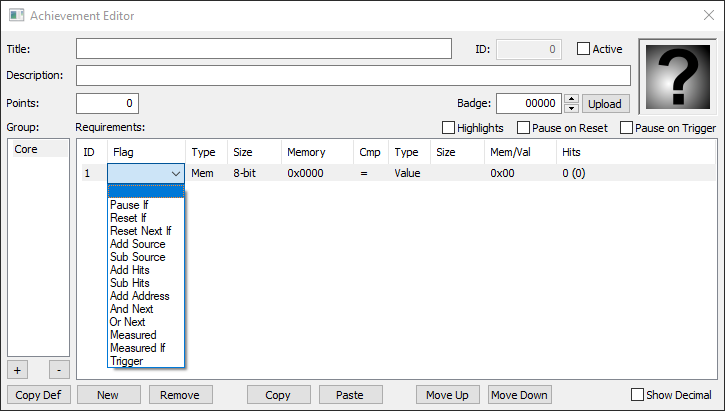 Achievement Editor
Title: ID: 0 Active
Description:
Points: 0 Badge: 00000 Upload
Group: Requirements: Highlights Pause on Reset Pause on Trigger
Core
ID Flag Type Size Memory Cmp Type Size Mem/Val Hits
1 Mem 8-bit 0x0000 = Value 0x00 0 (0)
Pause If
Reset If
Reset Next If
Add Source
Sub Source
Add Hits
Sub Hits
Add Address
And Next
Or Next
Measured
Measured If
Trigger
+ -
Copy Def New Remove Copy Paste Move Up Move Down Show Decimal
?